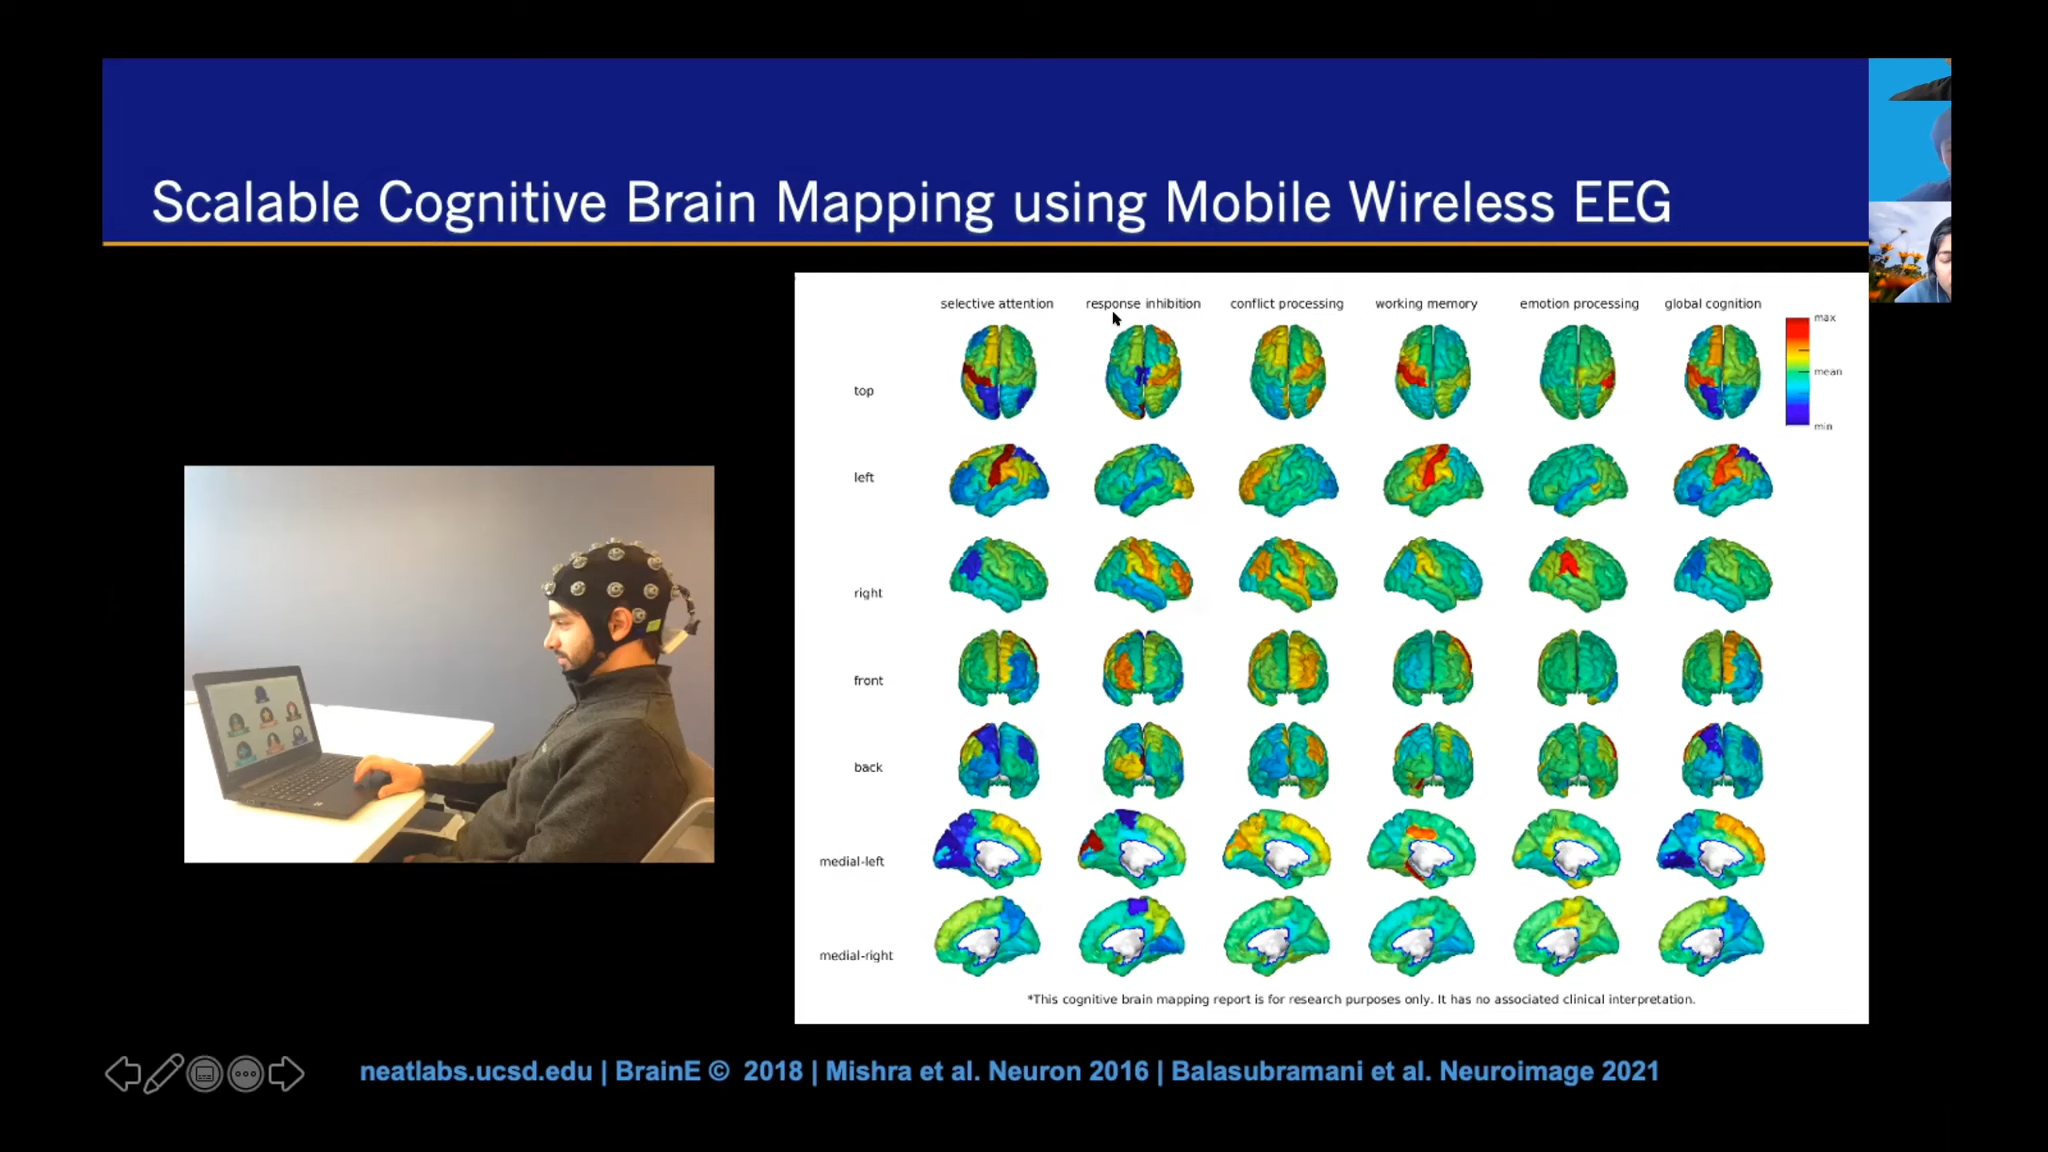 Scalable Cognitive Brain Mapping using Mobile Wireless EEG
selective attention response inhibition conflict processing working memory emotion processing global cognition
max
mean
min
top
left
right
front
back
medial-left
medial-right
*This cognitive brain mapping report is for research purposes only. It has no associated clinical interpretation.
neatlabs.ucsd.edu | BrainE © 2018 | Mishra et al. Neuron 2016 | Balasubramani et al. Neuroimage 2021